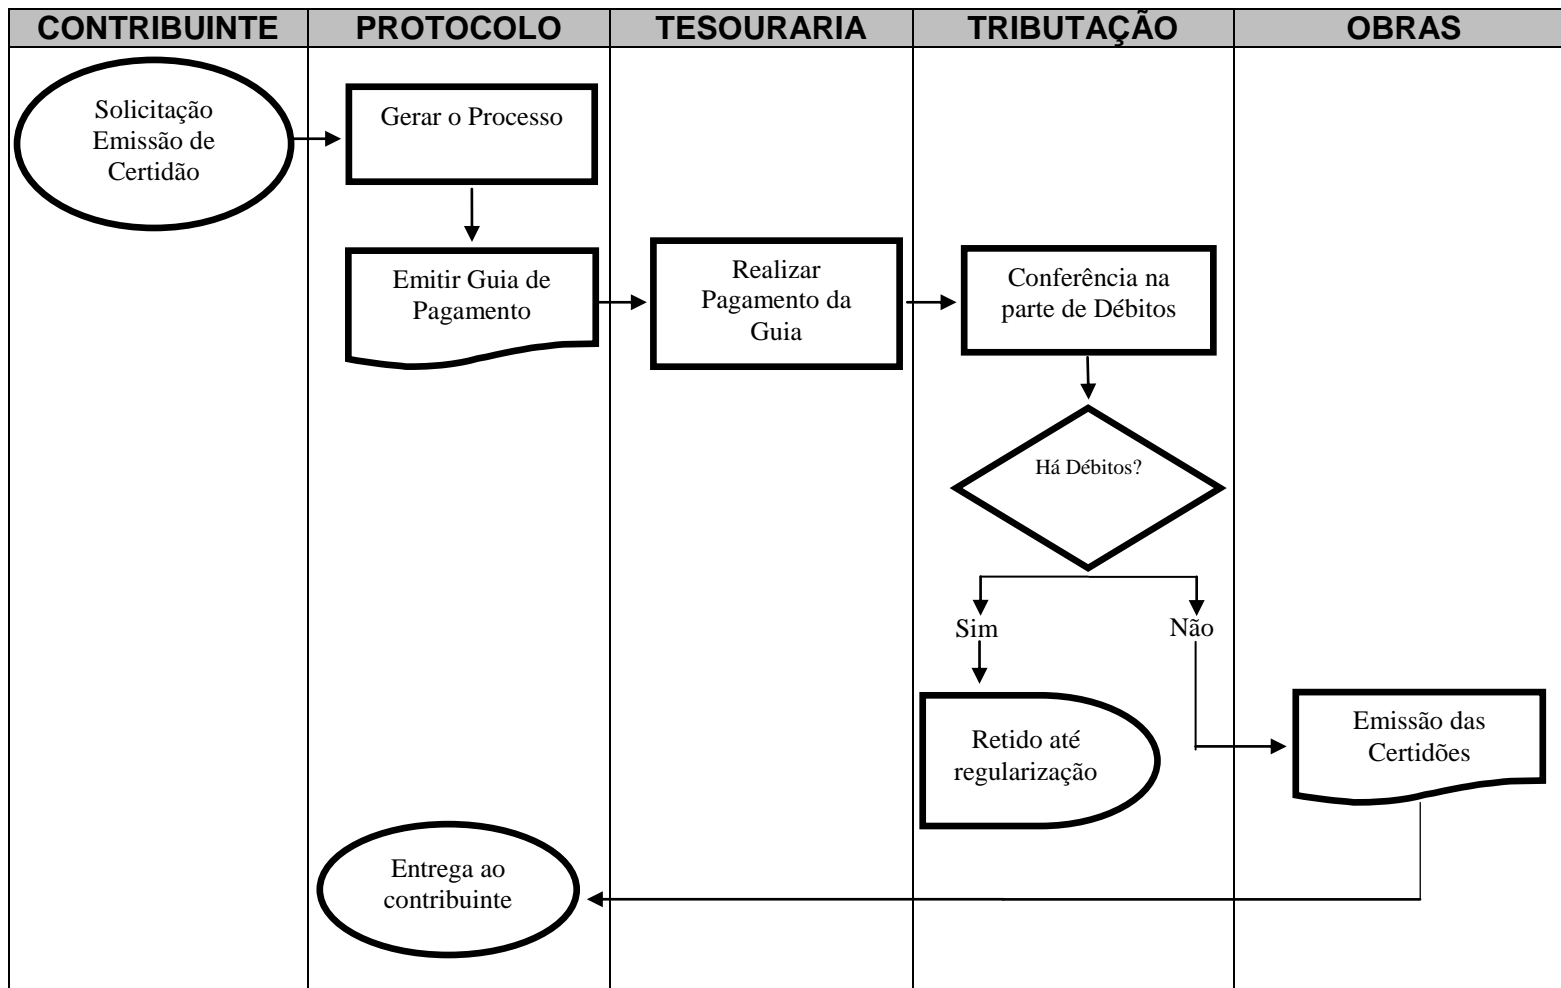 CONTRIBUINTE
PROTOCOLO
TESOURARIA
TRIBUTAÇÃO
OBRAS
Solicitação
Emissão de
Certidão
Gerar o Processo
Emitir Guia de
Pagamento
Realizar
Pagamento da
Guia
Conferência na
parte de Débitos
Há Débitos?
Sim
Não
Retido até
regularização
Emissão das
Certidões
Entrega ao
contribuinte